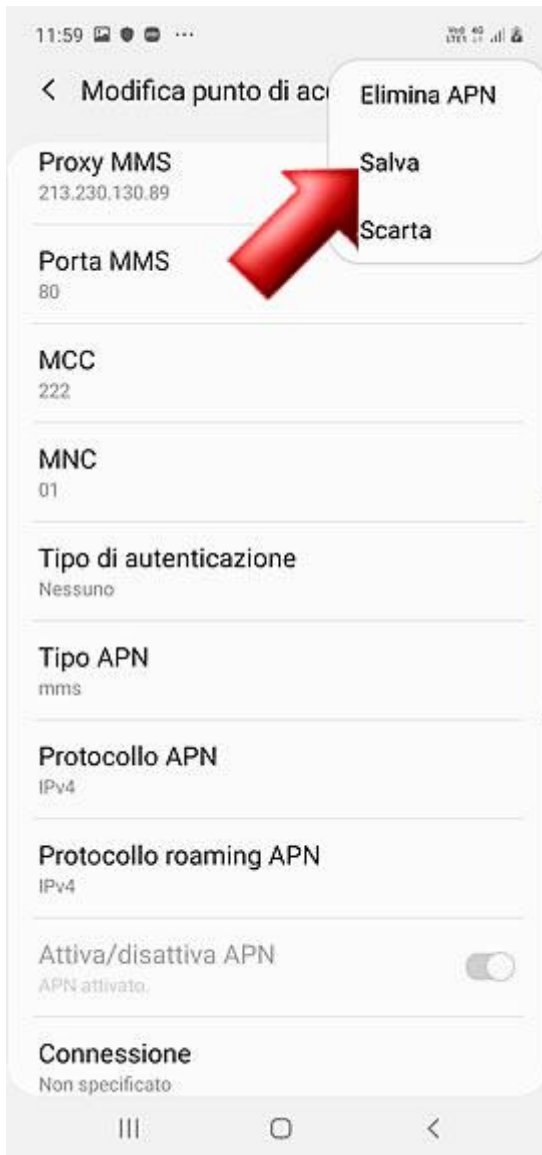 11:59
Modifica punto di acc
Elimina APN
Salva
Scarta
Proxy MMS
213.230.130.89
Porta MMS
80
MCC
222
MNC
01
Tipo di autenticazione
Nessuno
Tipo APN
mms
Protocollo APN
IPv4
Protocollo roaming APN
IPv4
Attiva/disattiva APN
APN attivato.
Connessione
Non specificato